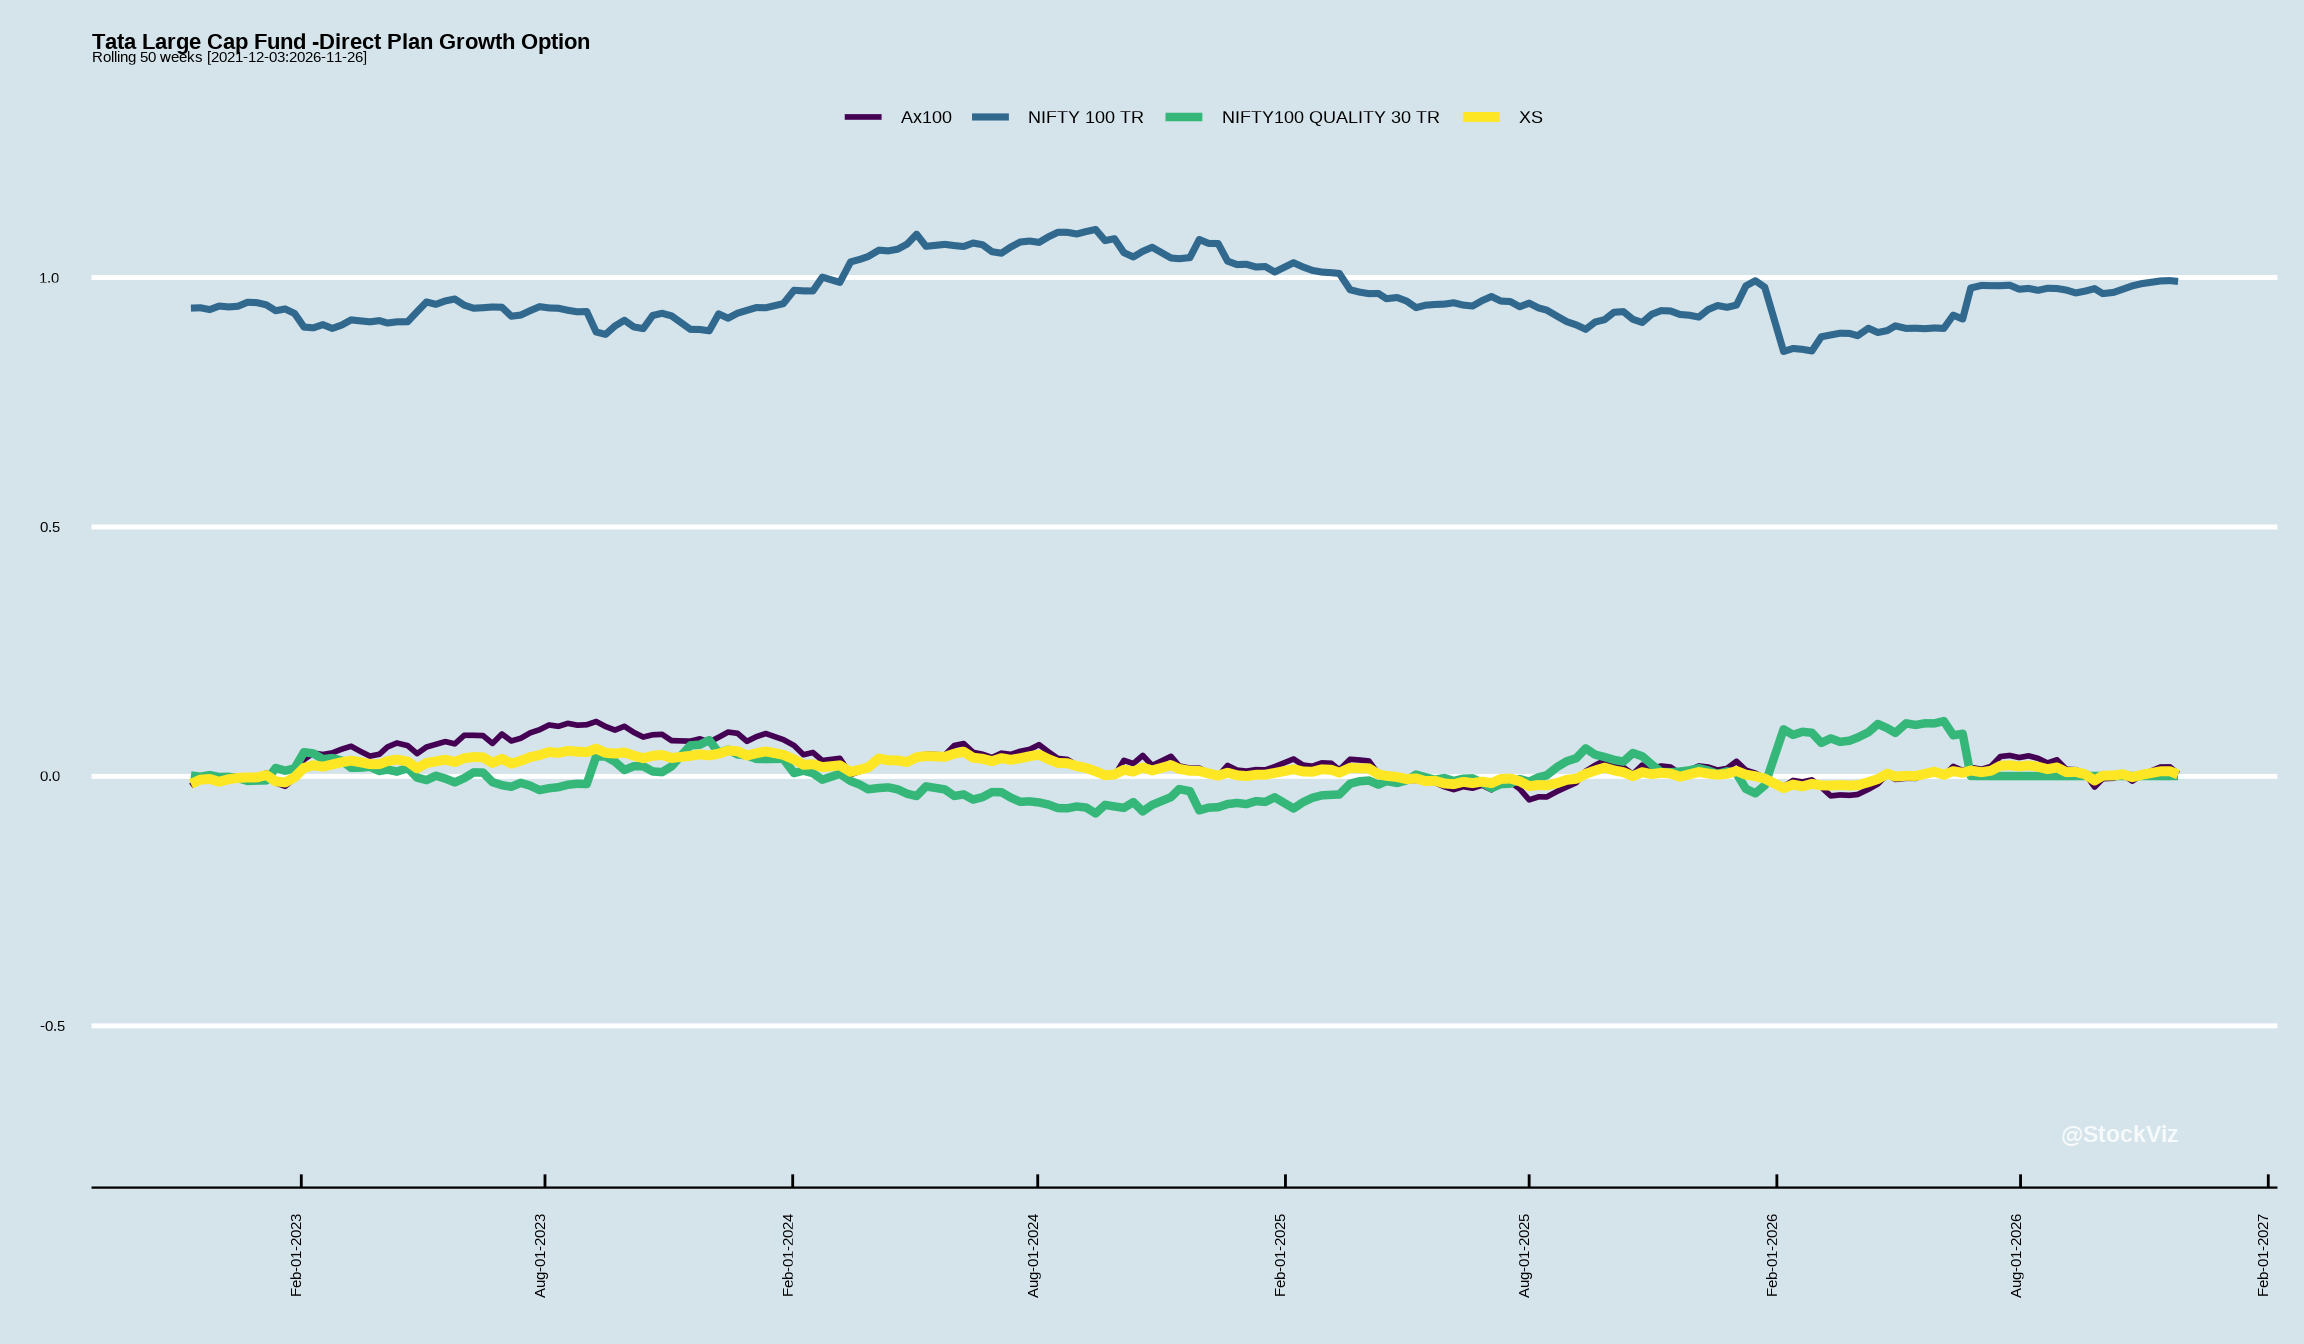 Tata Large Cap Fund -Direct Plan Growth Option
Rolling 50 weeks [2021-12-03:2026-11-26]
Ax100 NIFTY 100 TR NIFTY100 QUALITY 30 TR XS
1.0
0.5
0.0
-0.5
@StockViz
Feb-01-2023
Aug-01-2023
Feb-01-2024
Aug-01-2024
Feb-01-2025
Aug-01-2025
Feb-01-2026
Aug-01-2026
Feb-01-2027